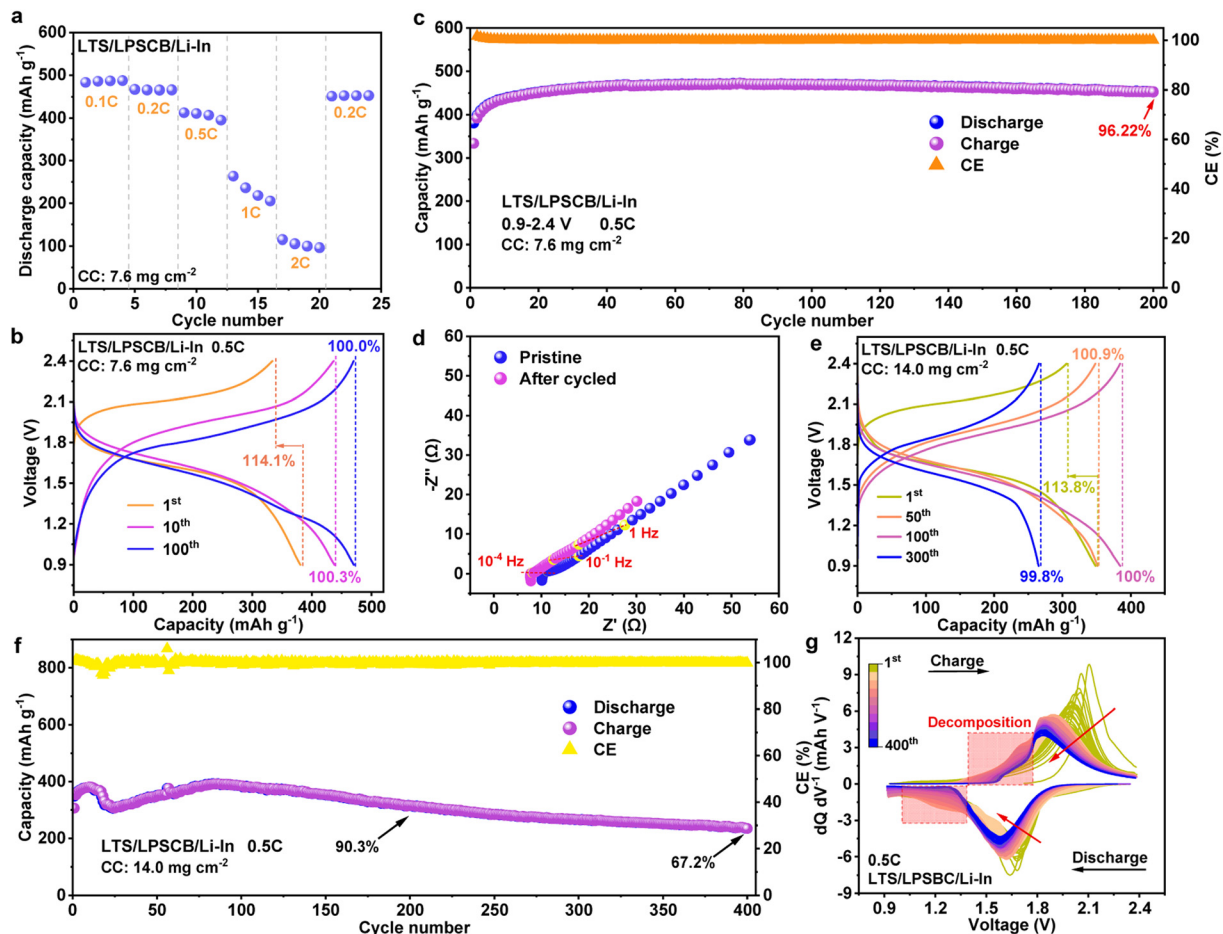 a
LTS/LPSCB/Li-In
Discharge capacity (mAh g-1)
600
500
400
300
200
100
0
0.1C
0.2C
0.5C
1C
2C
0.2C
CC: 7.6 mg cm-2
0 5 10 15 20 25
Cycle number
c
Capacity (mAh g-1)
600
500
400
300
200
100
0
Discharge
Charge
CE
96.22%
LTS/LPSCB/Li-In
0.9-2.4 V 0.5C
CC: 7.6 mg cm-2
100
80
60
40
20
0
CE (%)
0 20 40 60 80 100 120 140 160 180 200
Cycle number
b
LTS/LPSCB/Li-In 0.5C
CC: 7.6 mg cm-2
100.0%
Voltage (V)
2.4
2.1
1.8
1.5
1.2
0.9
114.1%
1st
10th
100th
100.3%
0 100 200 300 400 500
Capacity (mAh g-1)
d
-Z'' (Ω)
60
50
40
30
20
10
0
Pristine
After cycled
1 Hz
10-4 Hz
10-1 Hz
0 10 20 30 40 50 60
Z' (Ω)
e
LTS/LPSCB/Li-In 0.5C
CC: 14.0 mg cm-2
100.9%
Voltage (V)
2.4
2.1
1.8
1.5
1.2
0.9
113.8%
1st
50th
100th
300th
99.8%
100%
0 100 200 300 400
Capacity (mAh g-1)
f
Capacity (mAh g-1)
800
600
400
200
0
Discharge
Charge
CE
90.3%
67.2%
LTS/LPSCB/Li-In 0.5C
CC: 14.0 mg cm-2
100
80
60
40
20
0
CE (%)
0 50 100 150 200 250 300 350 400
Cycle number
g
dQ dV-1 (mAh V-1)
12
9
6
3
0
-3
-6
-9
1st
400th
Charge
Decomposition
Discharge
0.5C
LTS/LPSBC/Li-In
0.9 1.2 1.5 1.8 2.1 2.4
Voltage (V)